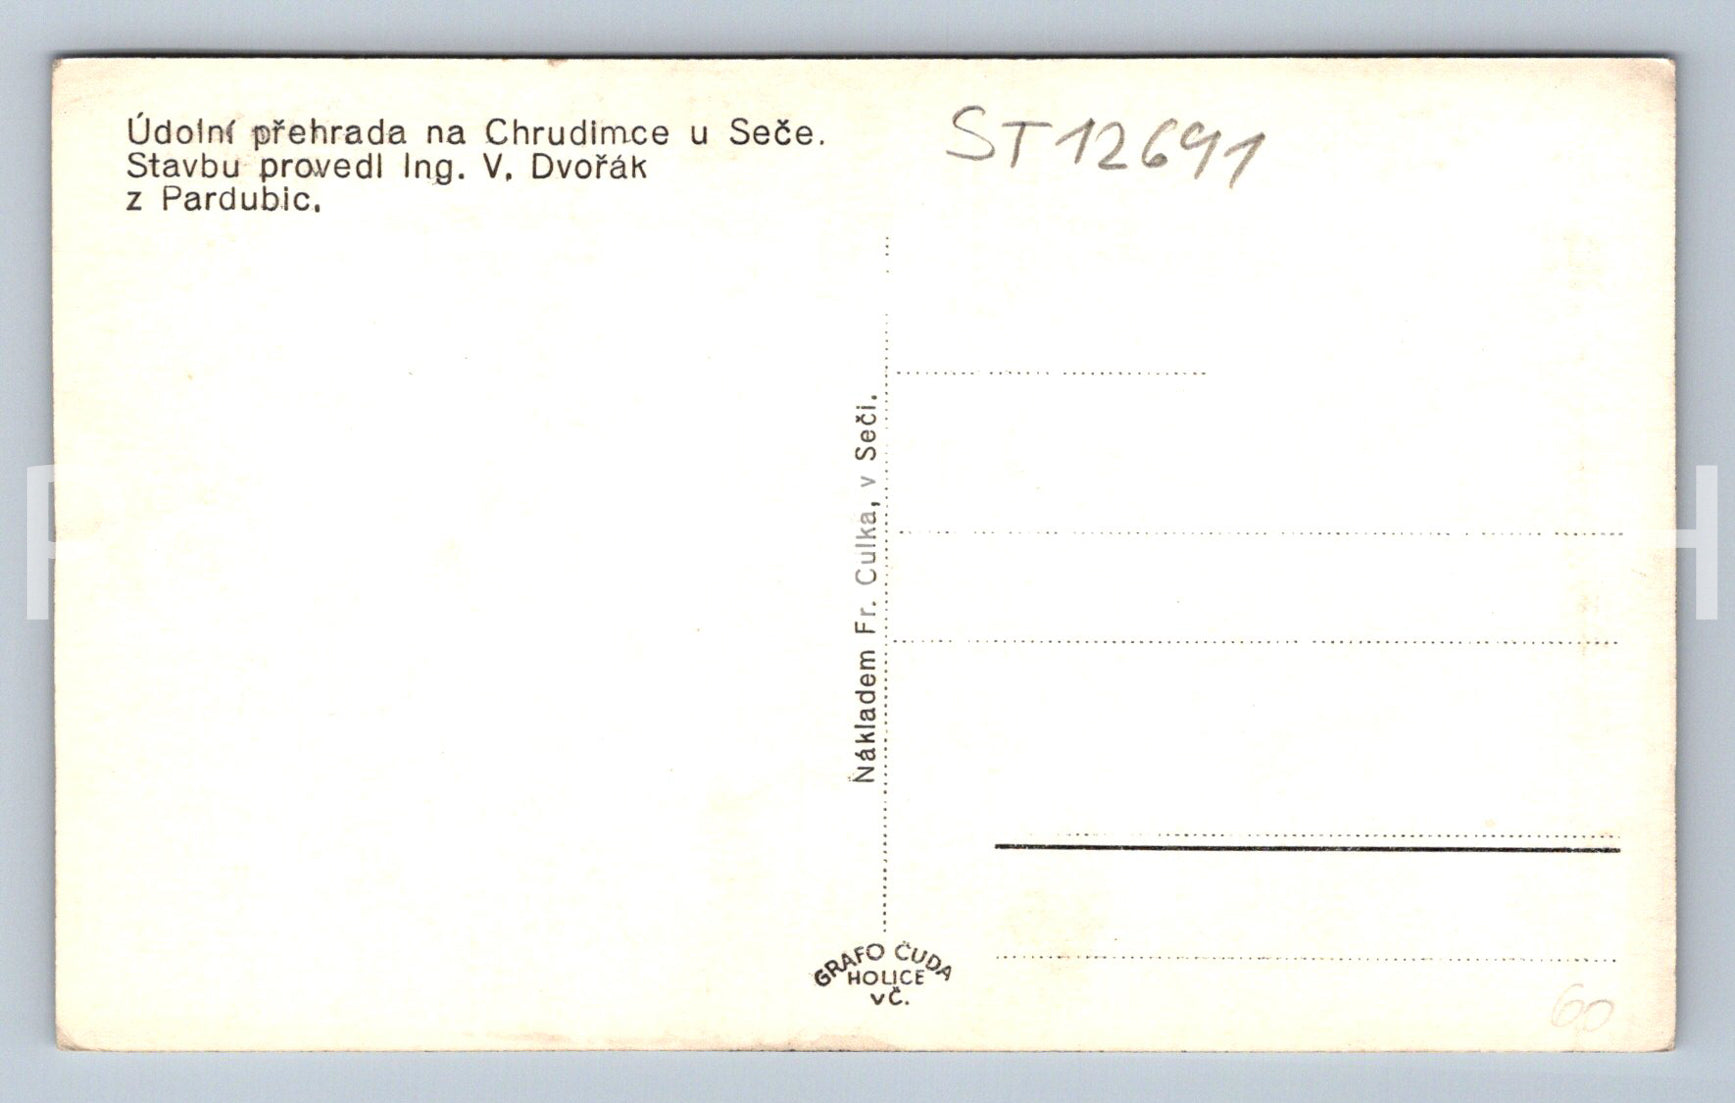 Údolní přehrada na Chrudimce u Seče.
Stavbu provedl Ing. V. Dvořák
z Pardubic.
ST12691
Nákladem Fr. Culka, v Seči.
GRAFO ČUDA
HOLICE
VČ.
60